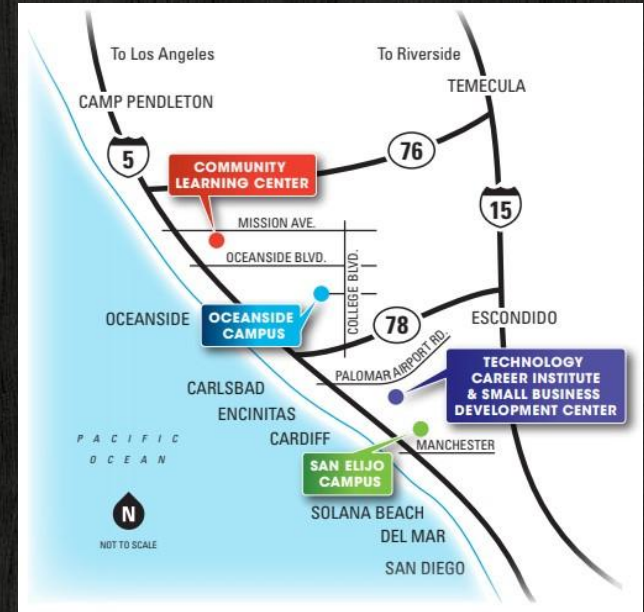 To Los Angeles
To Riverside
TEMECULA
CAMP PENDLETON
5
76
COMMUNITY
LEARNING CENTER
15
MISSION AVE.
OCEANSIDE BLVD.
COLLEGE BLVD.
OCEANSIDE
OCEANSIDE
CAMPUS
78
ESCONDIDO
PALOMAR AIRPORT RD.
TECHNOLOGY
CAREER INSTITUTE
& SMALL BUSINESS
DEVELOPMENT CENTER
CARLSBAD
ENCINITAS
CARDIFF
PACIFIC
OCEAN
MANCHESTER
SAN ELIJO
CAMPUS
N
NOT TO SCALE
SOLANA BEACH
DEL MAR
SAN DIEGO